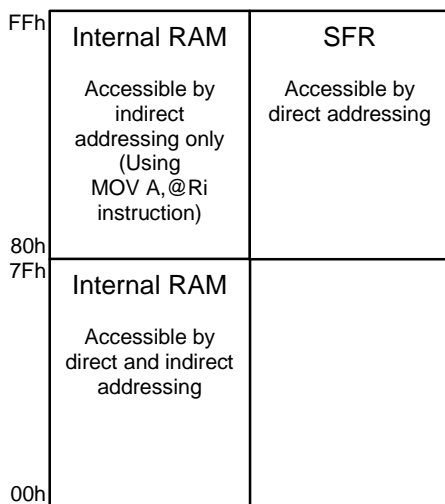 FFh
Internal RAM
Accessible by
indirect
addressing only
(Using
MOV A,@Ri
instruction)
SFR
Accessible by
direct addressing
80h
7Fh
Internal RAM
Accessible by
direct and indirect
addressing
00h